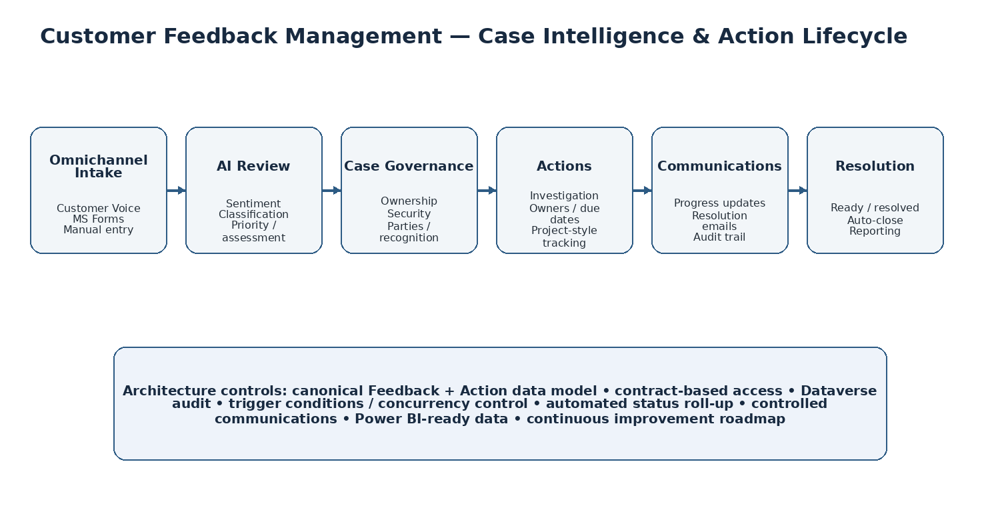 Customer Feedback Management — Case Intelligence & Action Lifecycle
Omnichannel
Intake
Customer Voice
MS Forms
Manual entry
AI Review
Sentiment
Classification
Priority /
assessment
Case Governance
Ownership
Security
Parties /
recognition
Actions
Investigation
Owners / due
dates
Project-style
tracking
Communications
Progress updates
Resolution
emails
Audit trail
Resolution
Ready / resolved
Auto-close
Reporting
Architecture controls: canonical Feedback + Action data model • contract-based access • Dataverse
audit • trigger conditions / concurrency control • automated status roll-up • controlled
communications • Power BI-ready data • continuous improvement roadmap